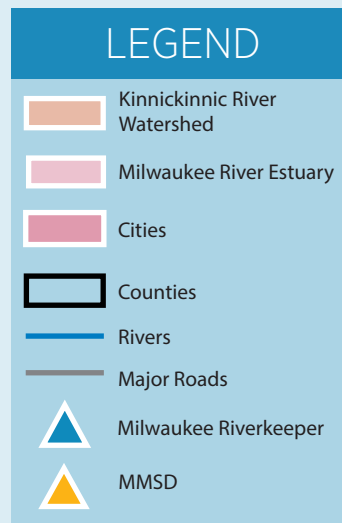 LEGEND
Kinnickinnic River
Watershed
Milwaukee River Estuary
Cities
Counties
Rivers
Major Roads
Milwaukee Riverkeeper
MMSD